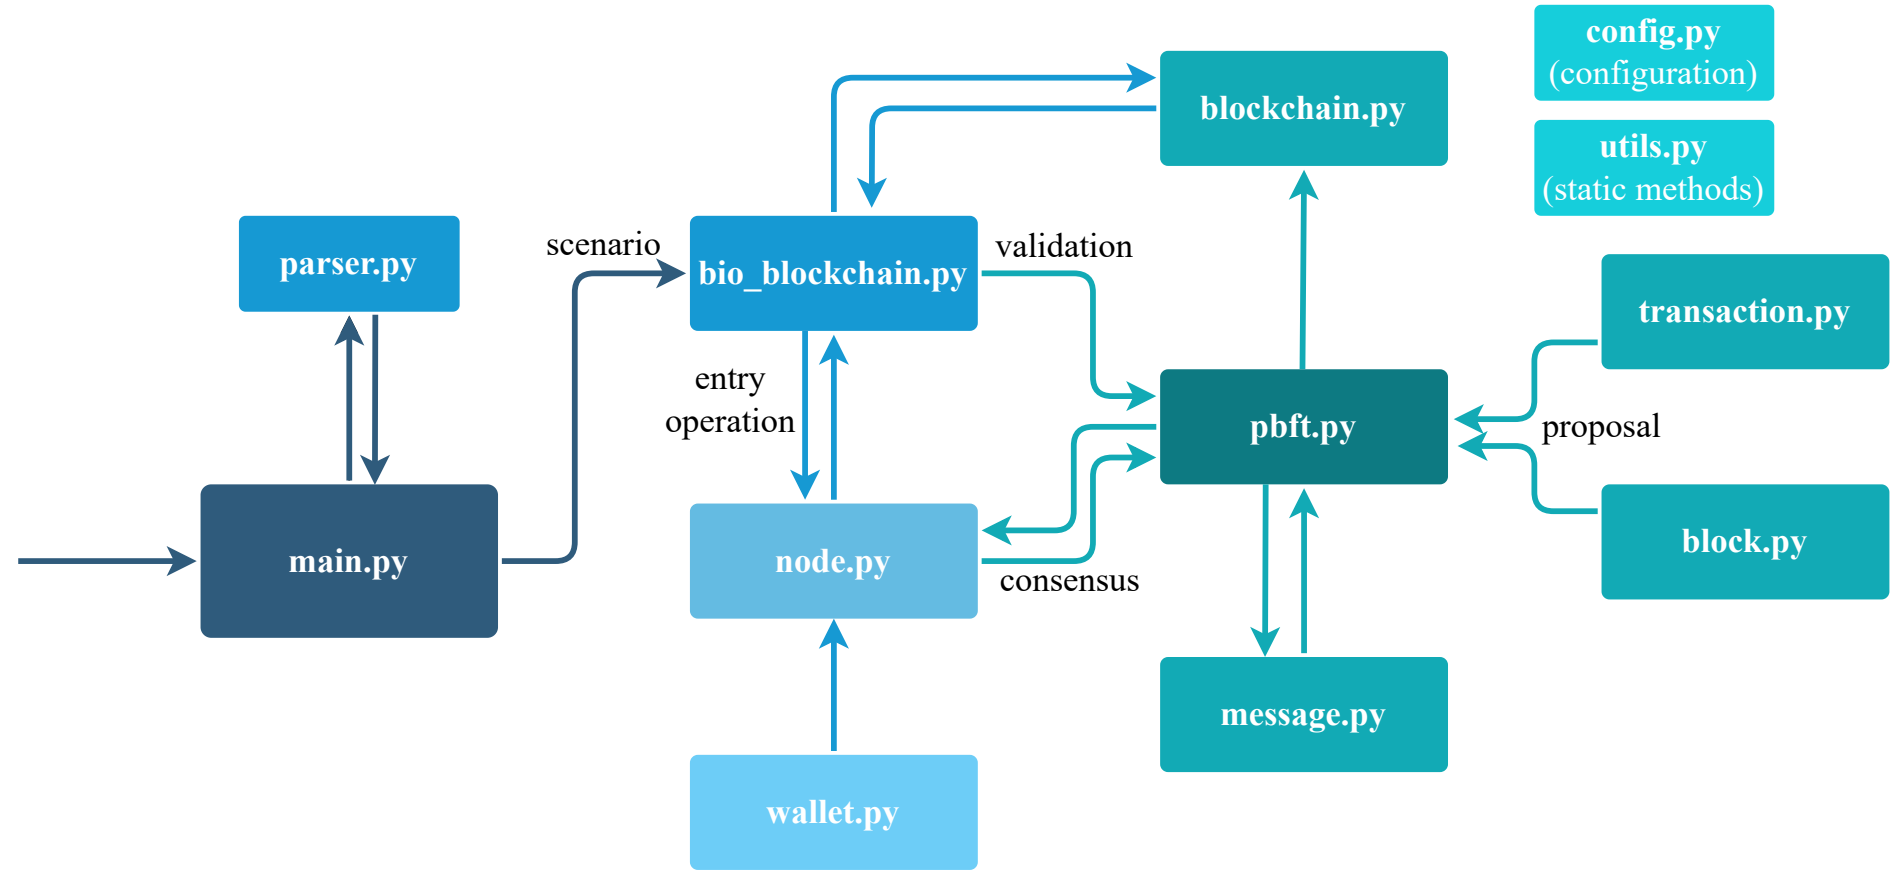 config.py
(configuration)
blockchain.py
utils.py
(static methods)
parser.py
scenario
bio_blockchain.py
validation
transaction.py
entry
operation
pbft.py
proposal
main.py
node.py
consensus
block.py
message.py
wallet.py